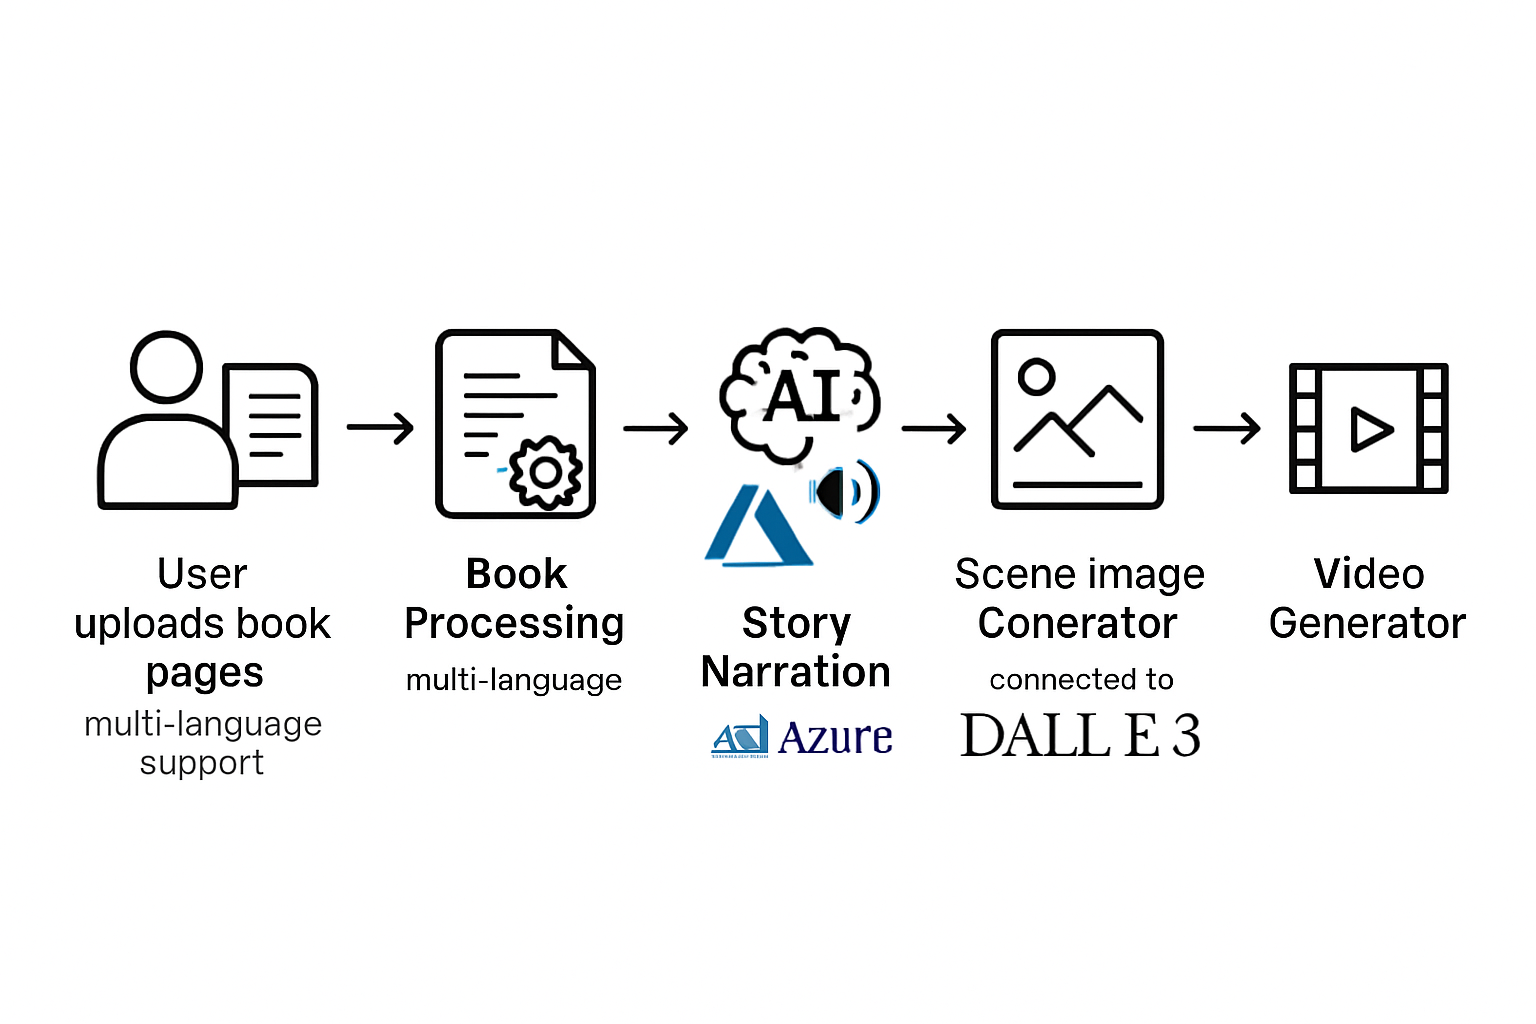 User
uploads book
pages
multi-language
support
Book
Processing
multi-language
AI
Story
Narration
Azure
Scene image
Conerator
connected to
DALL E 3
Video
Generator